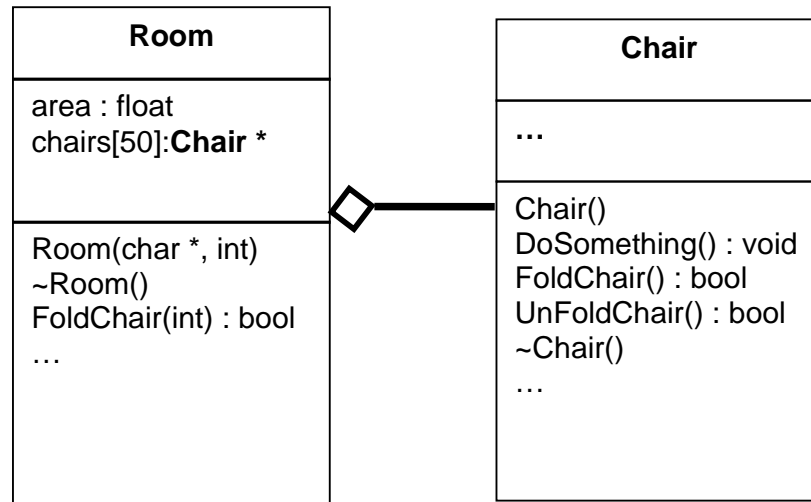 Room
area : float
chairs[50]:Chair *
Room(char *, int)
~Room()
FoldChair(int) : bool
…
Chair
…
Chair()
DoSomething() : void
FoldChair() : bool
UnFoldChair() : bool
~Chair()
…